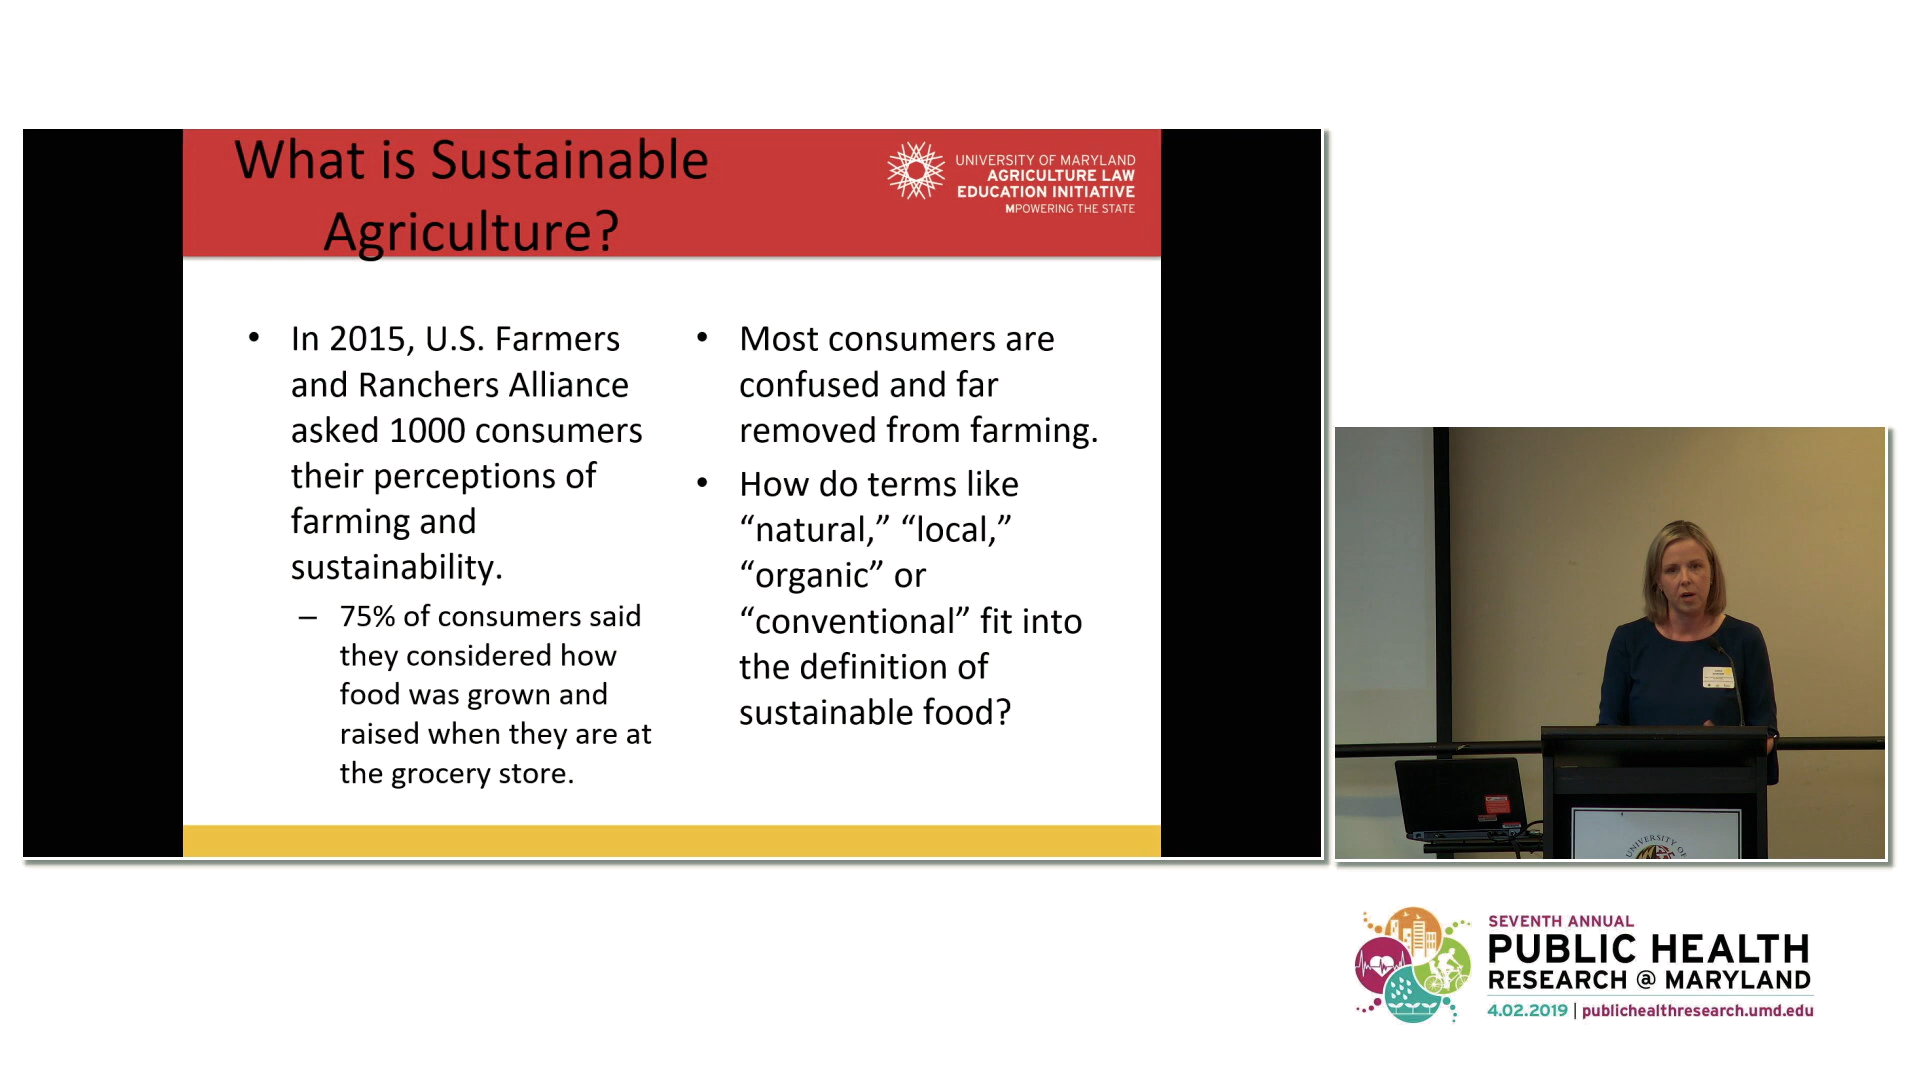 What is Sustainable
Agriculture?
UNIVERSITY OF MARYLAND
AGRICULTURE LAW
EDUCATION INITIATIVE
MPOWERING THE STATE
• In 2015, U.S. Farmers
and Ranchers Alliance
asked 1000 consumers
their perceptions of
farming and
sustainability.
– 75% of consumers said
they considered how
food was grown and
raised when they are at
the grocery store.
• Most consumers are
confused and far
removed from farming.
• How do terms like
“natural,” “local,”
“organic” or
“conventional” fit into
the definition of
sustainable food?
UNIVERSITY OF
SEVENTH ANNUAL
PUBLIC HEALTH
RESEARCH @ MARYLAND
4.02.2019 | publichealthresearch.umd.edu